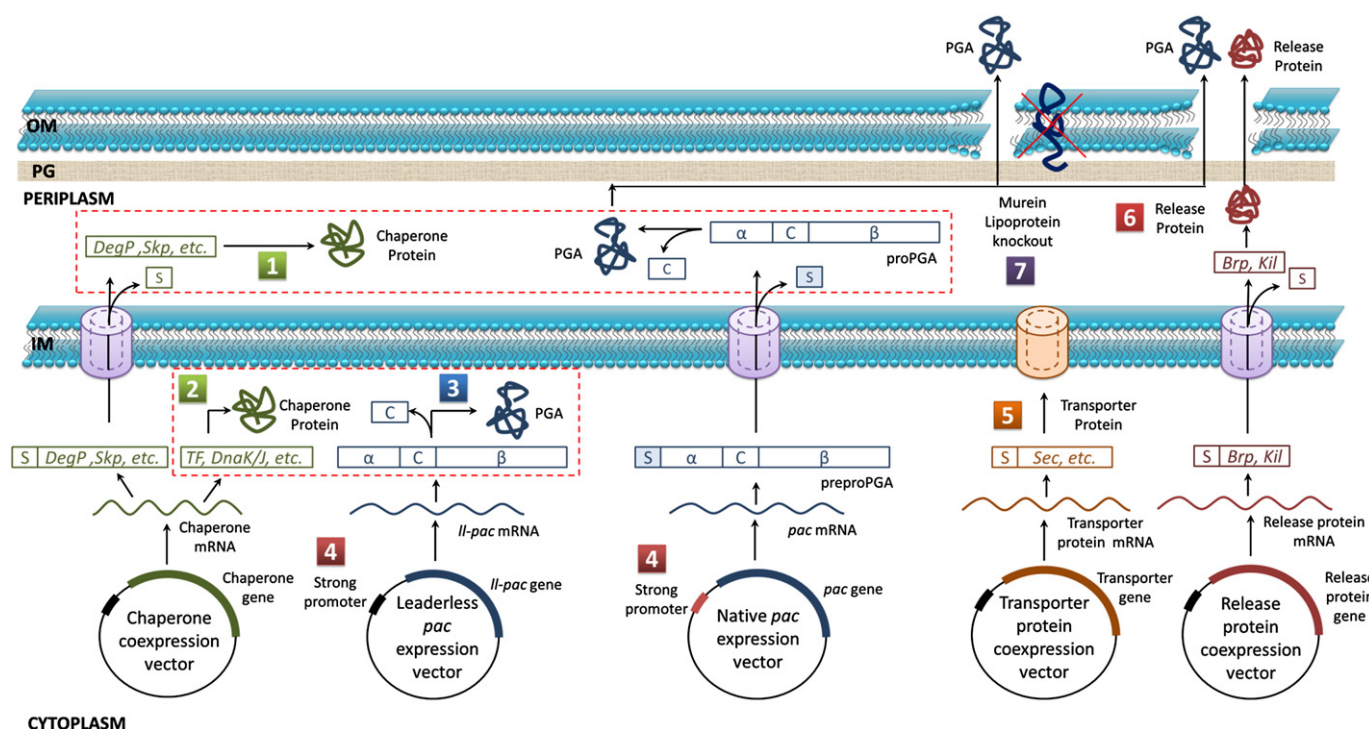 PGA
PGA
Release
Protein
OM
PG
PERIPLASM
DegP ,Skp, etc.
1
Chaperone
Protein
S
PGA
C
α C β
proPGA
S
Murein
Lipoprotein
knockout
7
6
Release
Protein
Brp, Kil
S
IM
2
Chaperone
Protein
C
3
PGA
5
Transporter
Protein
S DegP ,Skp, etc.
TF, DnaK/J, etc.
α C β
S α C β
preproPGA
S Sec, etc.
S Brp, Kil
Chaperone
mRNA
ll-pac mRNA
pac mRNA
Transporter
protein mRNA
Release protein
mRNA
4
Strong
promoter
4
Strong
promoter
Chaperone
gene
ll-pac gene
pac gene
Transporter
gene
Release
protein
gene
Chaperone
coexpression
vector
Leaderless
pac
expression
vector
Native pac
expression
vector
Transporter
protein
coexpression
vector
Release
protein
coexpression
vector
CYTOPLASM